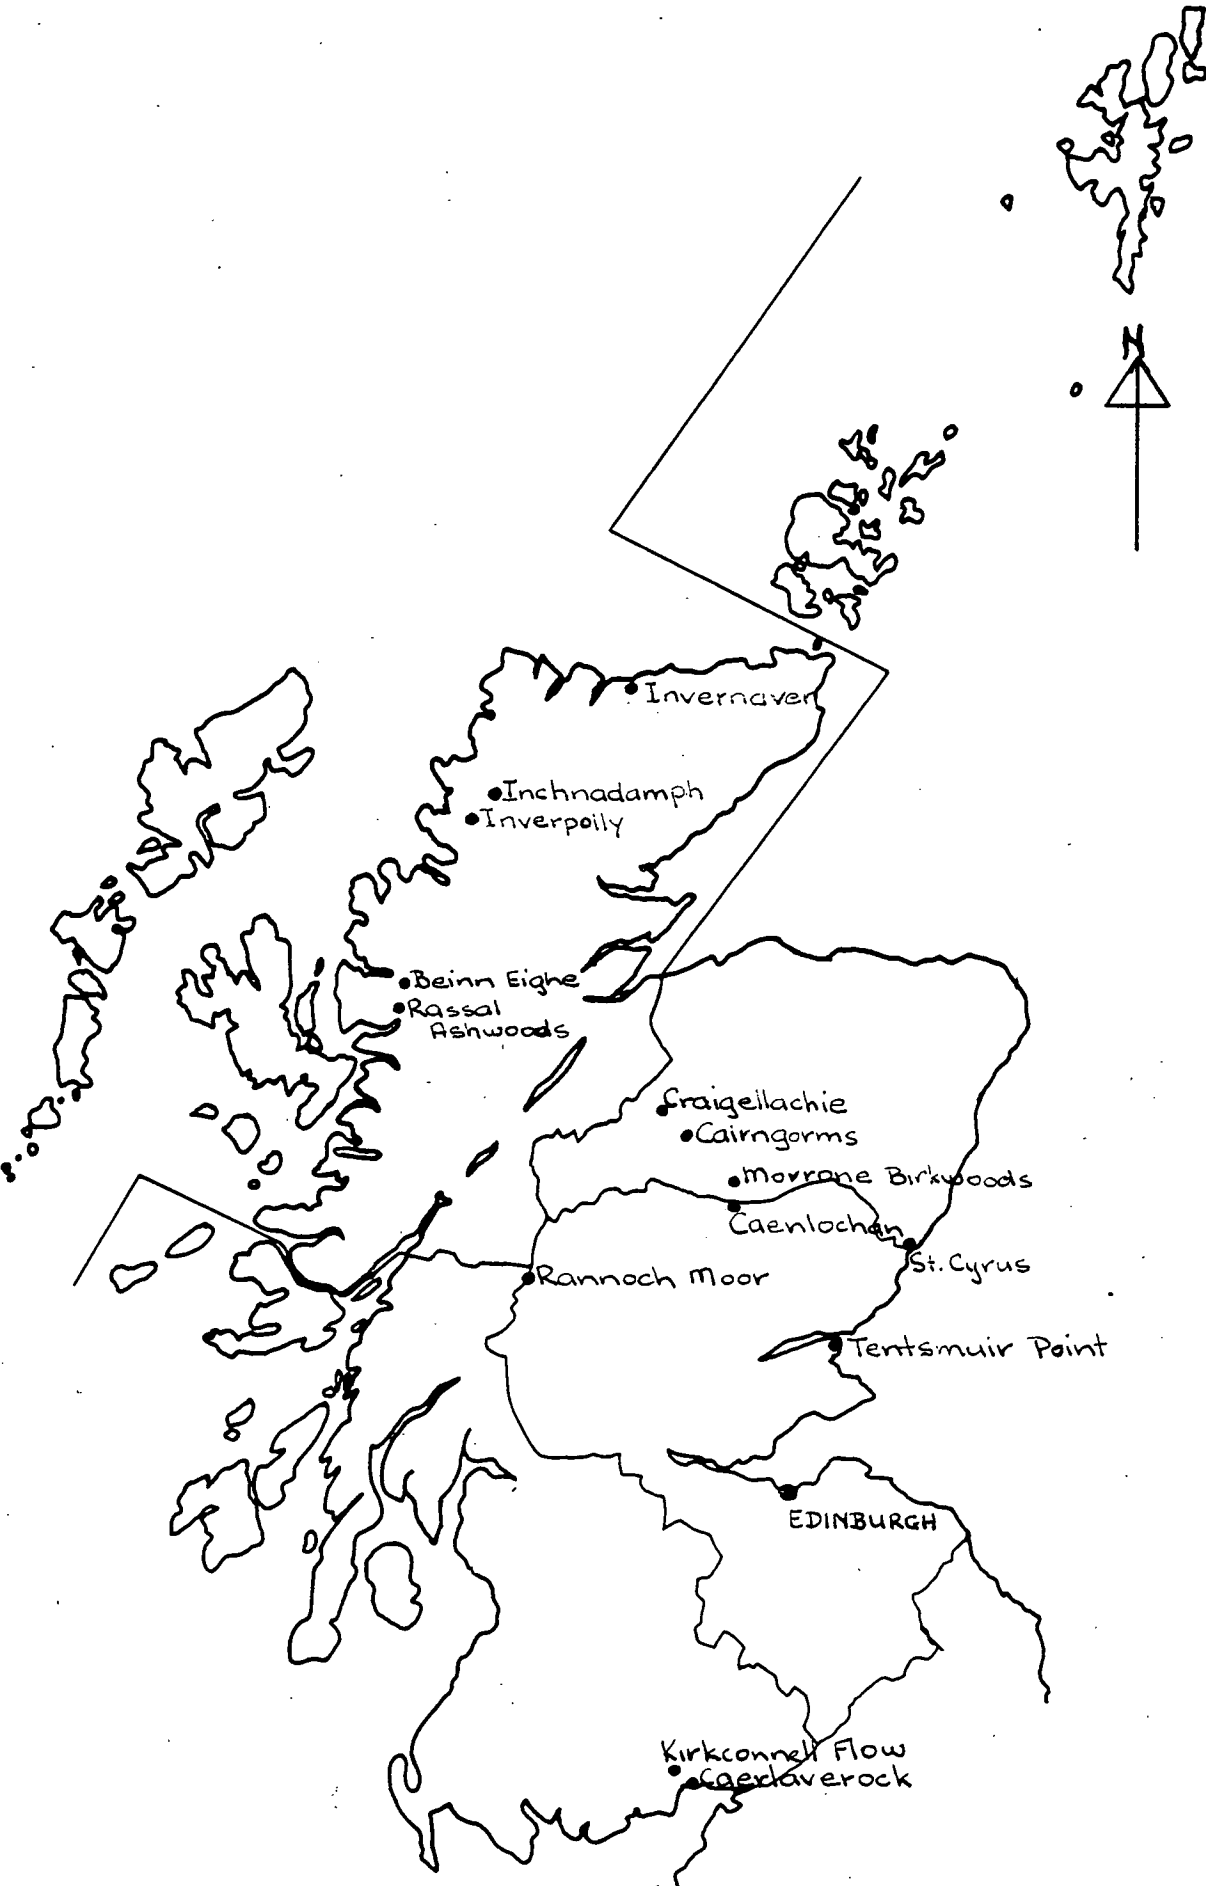 N
Invernaver
Inchnadamph
Inverpoily
Beinn Eighe
Rassal
Ashwoods
Craigellachie
Cairngorms
Morrone Birkwoods
Caenlochan
St. Cyrus
Rannoch Moor
Tentsmuir Point
EDINBURGH
Kirkconnell Flow
Caerlaverock